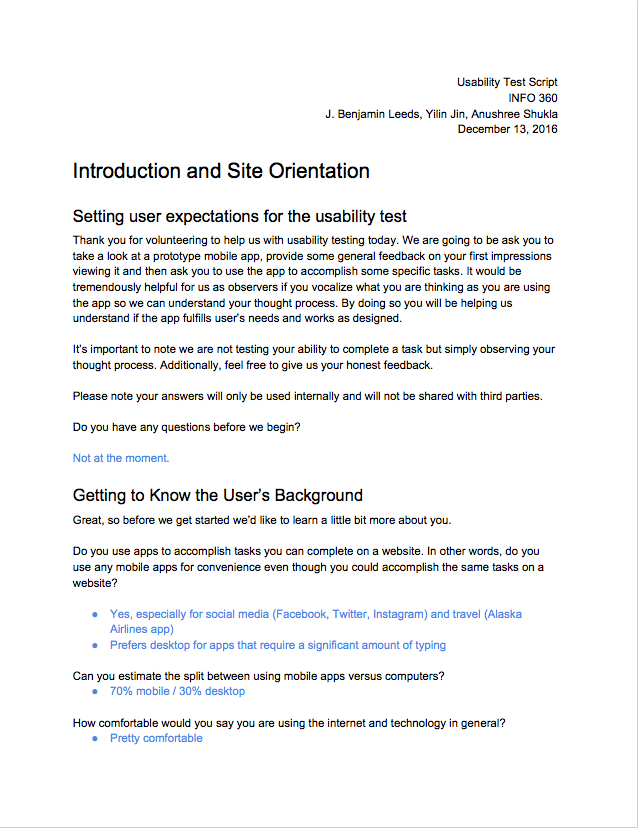 Usability Test Script
INFO 360
J. Benjamin Leeds, Yilin Jin, Anushree Shukla
December 13, 2016
Introduction and Site Orientation
Setting user expectations for the usability test
Thank you for volunteering to help us with usability testing today. We are going to be ask you to
take a look at a prototype mobile app, provide some general feedback on your first impressions
viewing it and then ask you to use the app to accomplish some specific tasks. It would be
tremendously helpful for us as observers if you vocalize what you are thinking as you are using
the app so we can understand your thought process. By doing so you will be helping us
understand if the app fulfills user's needs and works as designed.
It's important to note we are not testing your ability to complete a task but simply observing your
thought process. Additionally, feel free to give us your honest feedback.
Please note your answers will only be used internally and will not be shared with third parties.
Do you have any questions before we begin?
Not at the moment.
Getting to Know the User's Background
Great, so before we get started we'd like to learn a little bit more about you.
Do you use apps to accomplish tasks you can complete on a website. In other words, do you
use any mobile apps for convenience even though you could accomplish the same tasks on a
website?
● Yes, especially for social media (Facebook, Twitter, Instagram) and travel (Alaska
Airlines app)
● Prefers desktop for apps that require a significant amount of typing
Can you estimate the split between using mobile apps versus computers?
● 70% mobile / 30% desktop
How comfortable would you say you are using the internet and technology in general?
● Pretty comfortable